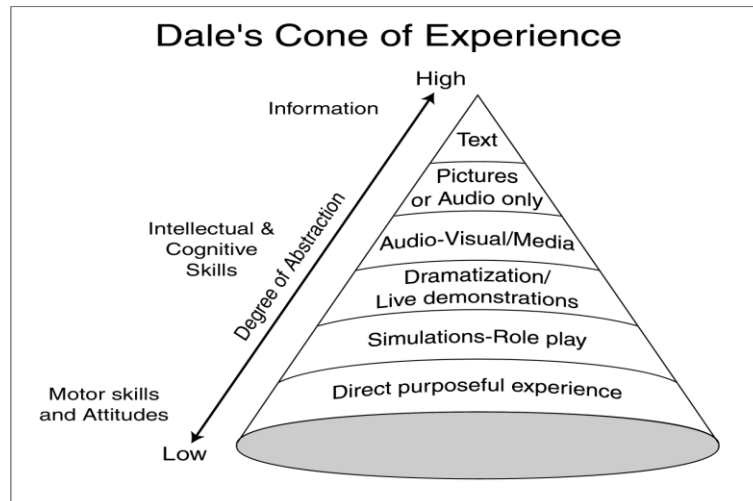 Dale's Cone of Experience
High
Information
Text
Pictures
or Audio only
Intellectual &
Cognitive
Skills
Degree of Abstraction
Audio-Visual/Media
Dramatization/
Live demonstrations
Simulations-Role play
Motor skills
and Attitudes
Direct purposeful experience
Low